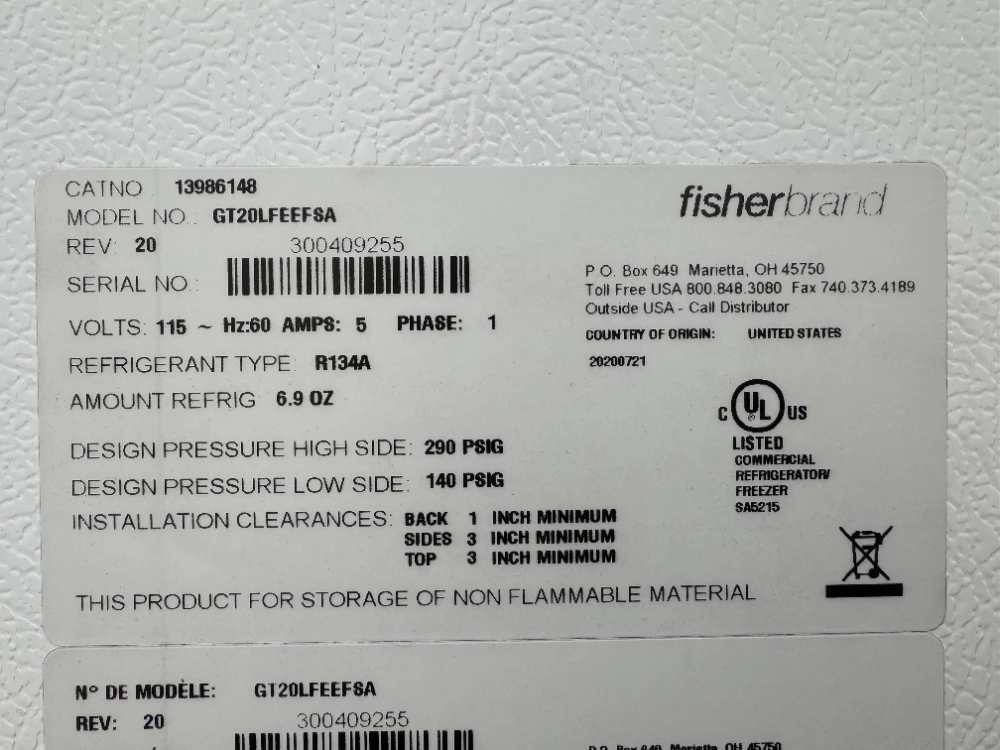 CATNO 13986148
fisherbrand
MODEL NO.: GT20LFEEFSA
REV: 20 300409255
SERIAL NO.:
P.O. Box 649 Marietta, OH 45750
Toll Free USA 800.848.3080 Fax 740.373.4189
Outside USA - Call Distributor
VOLTS: 115 ~ Hz:60 AMPS: 5 PHASE: 1
COUNTRY OF ORIGIN: UNITED STATES
REFRIGERANT TYPE: R134A
20200721
AMOUNT REFRIG 6.9 OZ
C UL ® US
LISTED
COMMERCIAL
REFRIGERATOR/
FREEZER
SA5215
DESIGN PRESSURE HIGH SIDE: 290 PSIG
DESIGN PRESSURE LOW SIDE: 140 PSIG
INSTALLATION CLEARANCES: BACK 1 INCH MINIMUM
SIDES 3 INCH MINIMUM
TOP 3 INCH MINIMUM
THIS PRODUCT FOR STORAGE OF NON FLAMMABLE MATERIAL
N° DE MODÈLE: GT20LFEEFSA
REV: 20 300409255
P.O. Box 649 Marietta, OH 45750